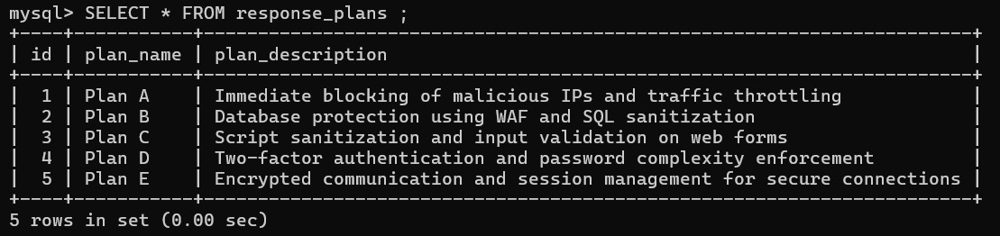 mysql> SELECT * FROM response_plans ;
+----+-----------+-----------------------------------------------------------------------+
| id | plan_name | plan_description                                                      |
+----+-----------+-----------------------------------------------------------------------+
|  1 | Plan A    | Immediate blocking of malicious IPs and traffic throttling            |
|  2 | Plan B    | Database protection using WAF and SQL sanitization                    |
|  3 | Plan C    | Script sanitization and input validation on web forms                 |
|  4 | Plan D    | Two-factor authentication and password complexity enforcement         |
|  5 | Plan E    | Encrypted communication and session management for secure connections |
+----+-----------+-----------------------------------------------------------------------+
5 rows in set (0.00 sec)